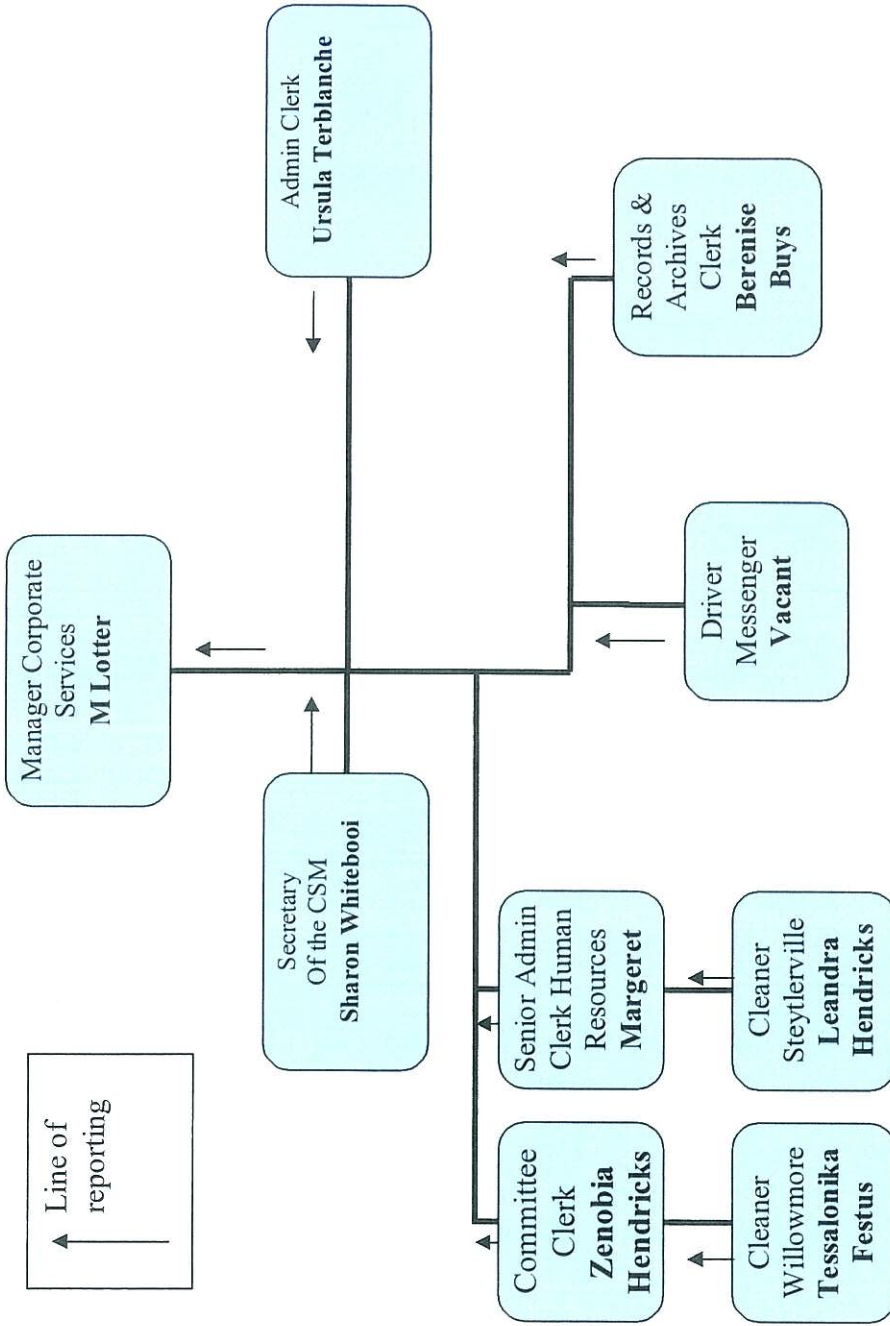 Line of
reporting
Manager Corporate
Services
M Lotter
Secretary
Of the CSM
Sharon Whitebooi
Admin Clerk
Ursula Terblanche
Committee
Clerk
Zenobia
Hendricks
Senior Admin
Clerk Human
Resources
Margeret
Driver
Messenger
Vacant
Records &
Archives
Clerk
Berenise
Buys
Cleaner
Willowmore
Tessalonika
Festus
Cleaner
Steytlerville
Leandra
Hendricks